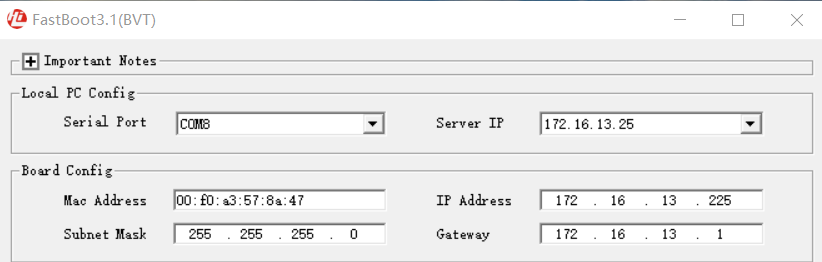 FastBoot3.1(BVT)
Important Notes
Local PC Config
Serial Port COM8 Server IP 172.16.13.25
Board Config
Mac Address 00:f0:a3:57:8a:47 IP Address 172 . 16 . 13 . 225
Subnet Mask 255 . 255 . 255 . 0 Gateway 172 . 16 . 13 . 1